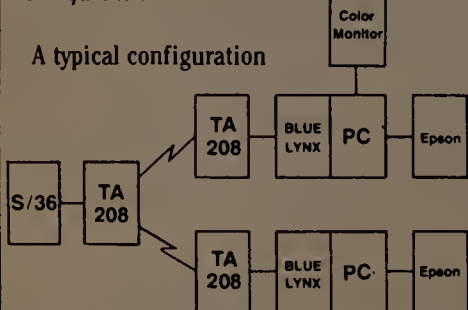 Color
Monitor
A typical configuration
TA
208
BLUE
LYNX
PC
Epson
S/36
TA
208
TA
208
BLUE
LYNX
PC
Epson